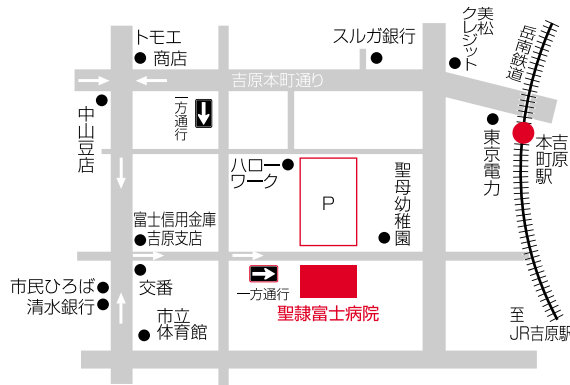 トモエ
商店
スルガ銀行
美松
クレジット
岳南鉄道
吉原本町通り
中山豆店
一方通行
ハロー
ワーク
P
聖母幼稚園
東京電力
吉原
本町駅
富士信用金庫
吉原支店
市民ひろば
清水銀行
交番
一方通行
聖隷富士病院
市立
体育館
至
JR吉原駅